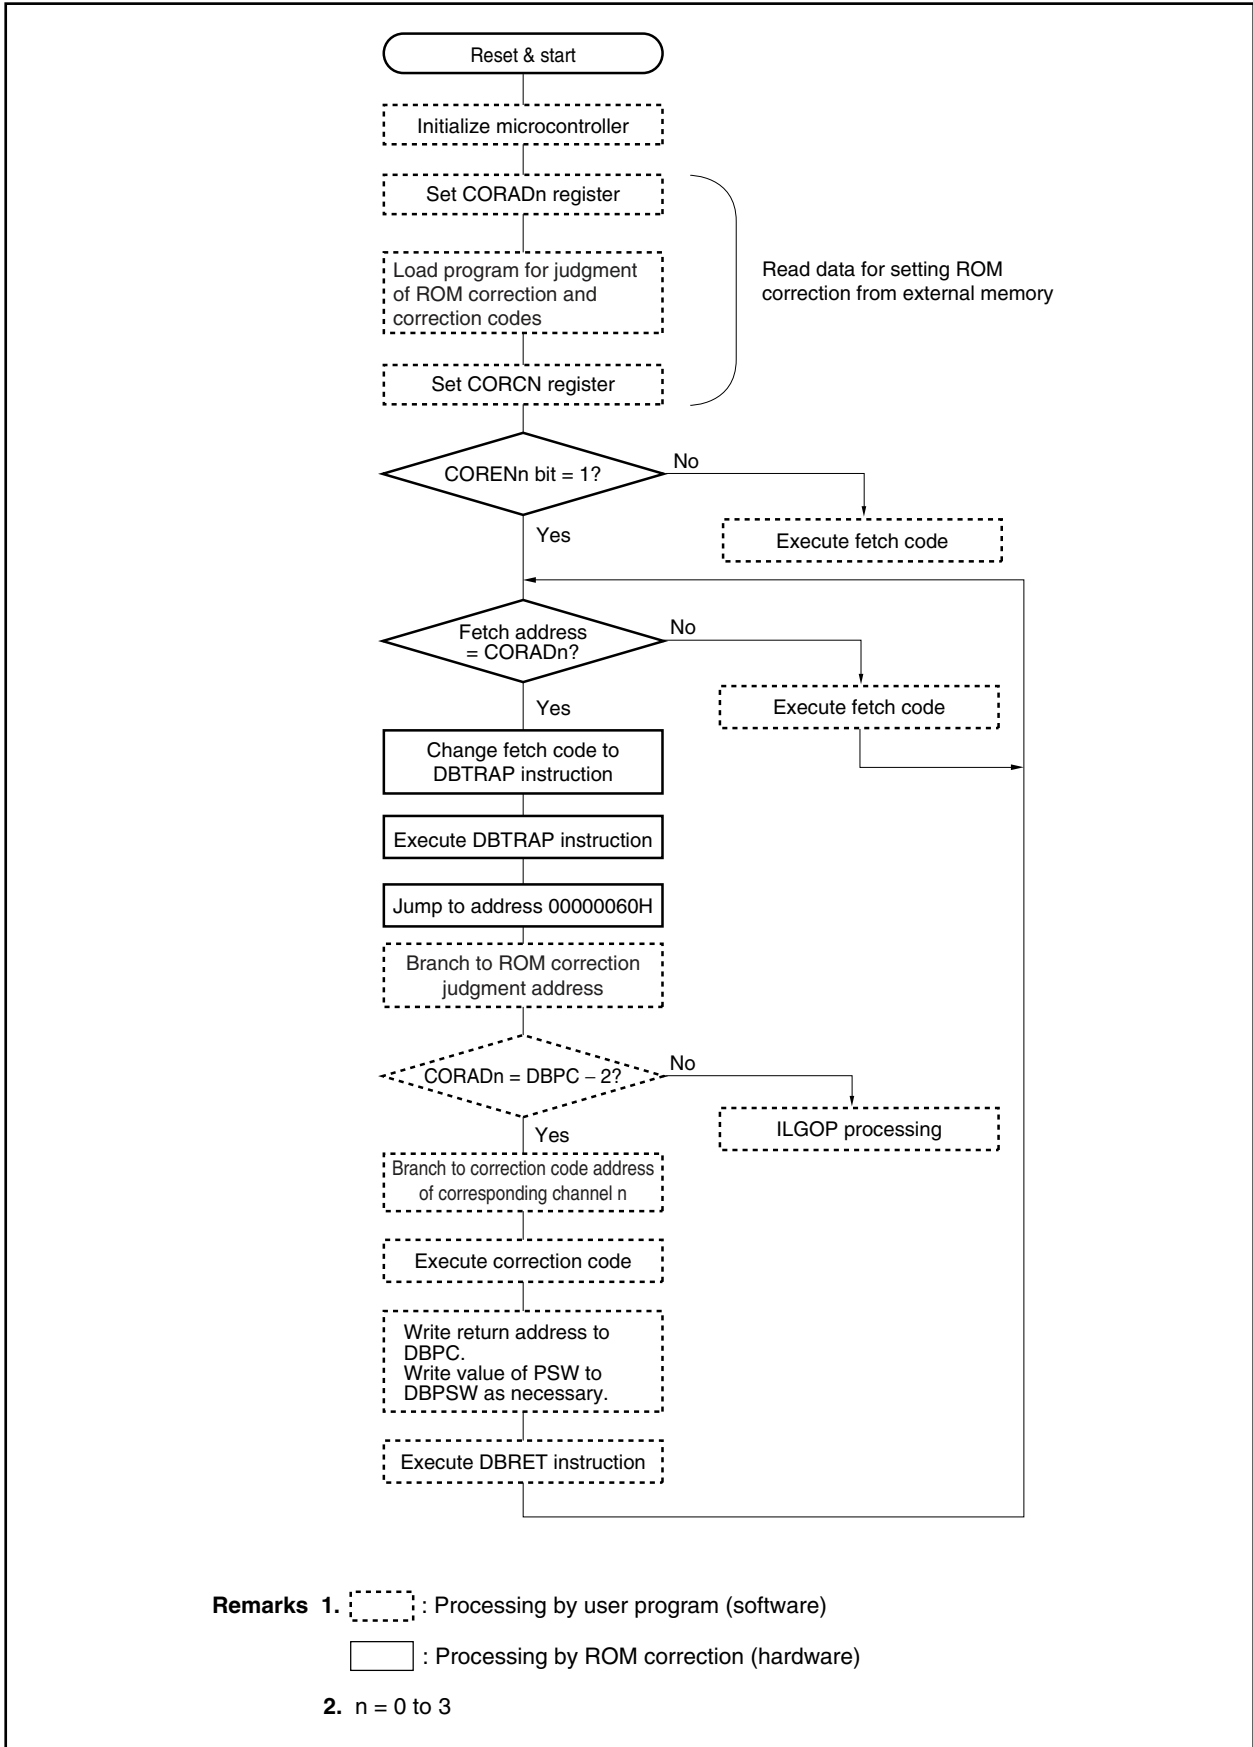 Reset & start
Initialize microcontroller
Set CORADn register
Load program for judgment
of ROM correction and
correction codes
Read data for setting ROM
correction from external memory
Set CORCN register
CORENn bit = 1?
No
Yes
Execute fetch code
Fetch address
= CORADn?
No
Yes
Execute fetch code
Change fetch code to
DBTRAP instruction
Execute DBTRAP instruction
Jump to address 00000060H
Branch to ROM correction
judgment address
CORADn = DBPC – 2?
No
Yes
ILGOP processing
Branch to correction code address
of corresponding channel n
Execute correction code
Write return address to
DBPC.
Write value of PSW to
DBPSW as necessary.
Execute DBRET instruction
Remarks 1. : Processing by user program (software)
: Processing by ROM correction (hardware)
2. n = 0 to 3